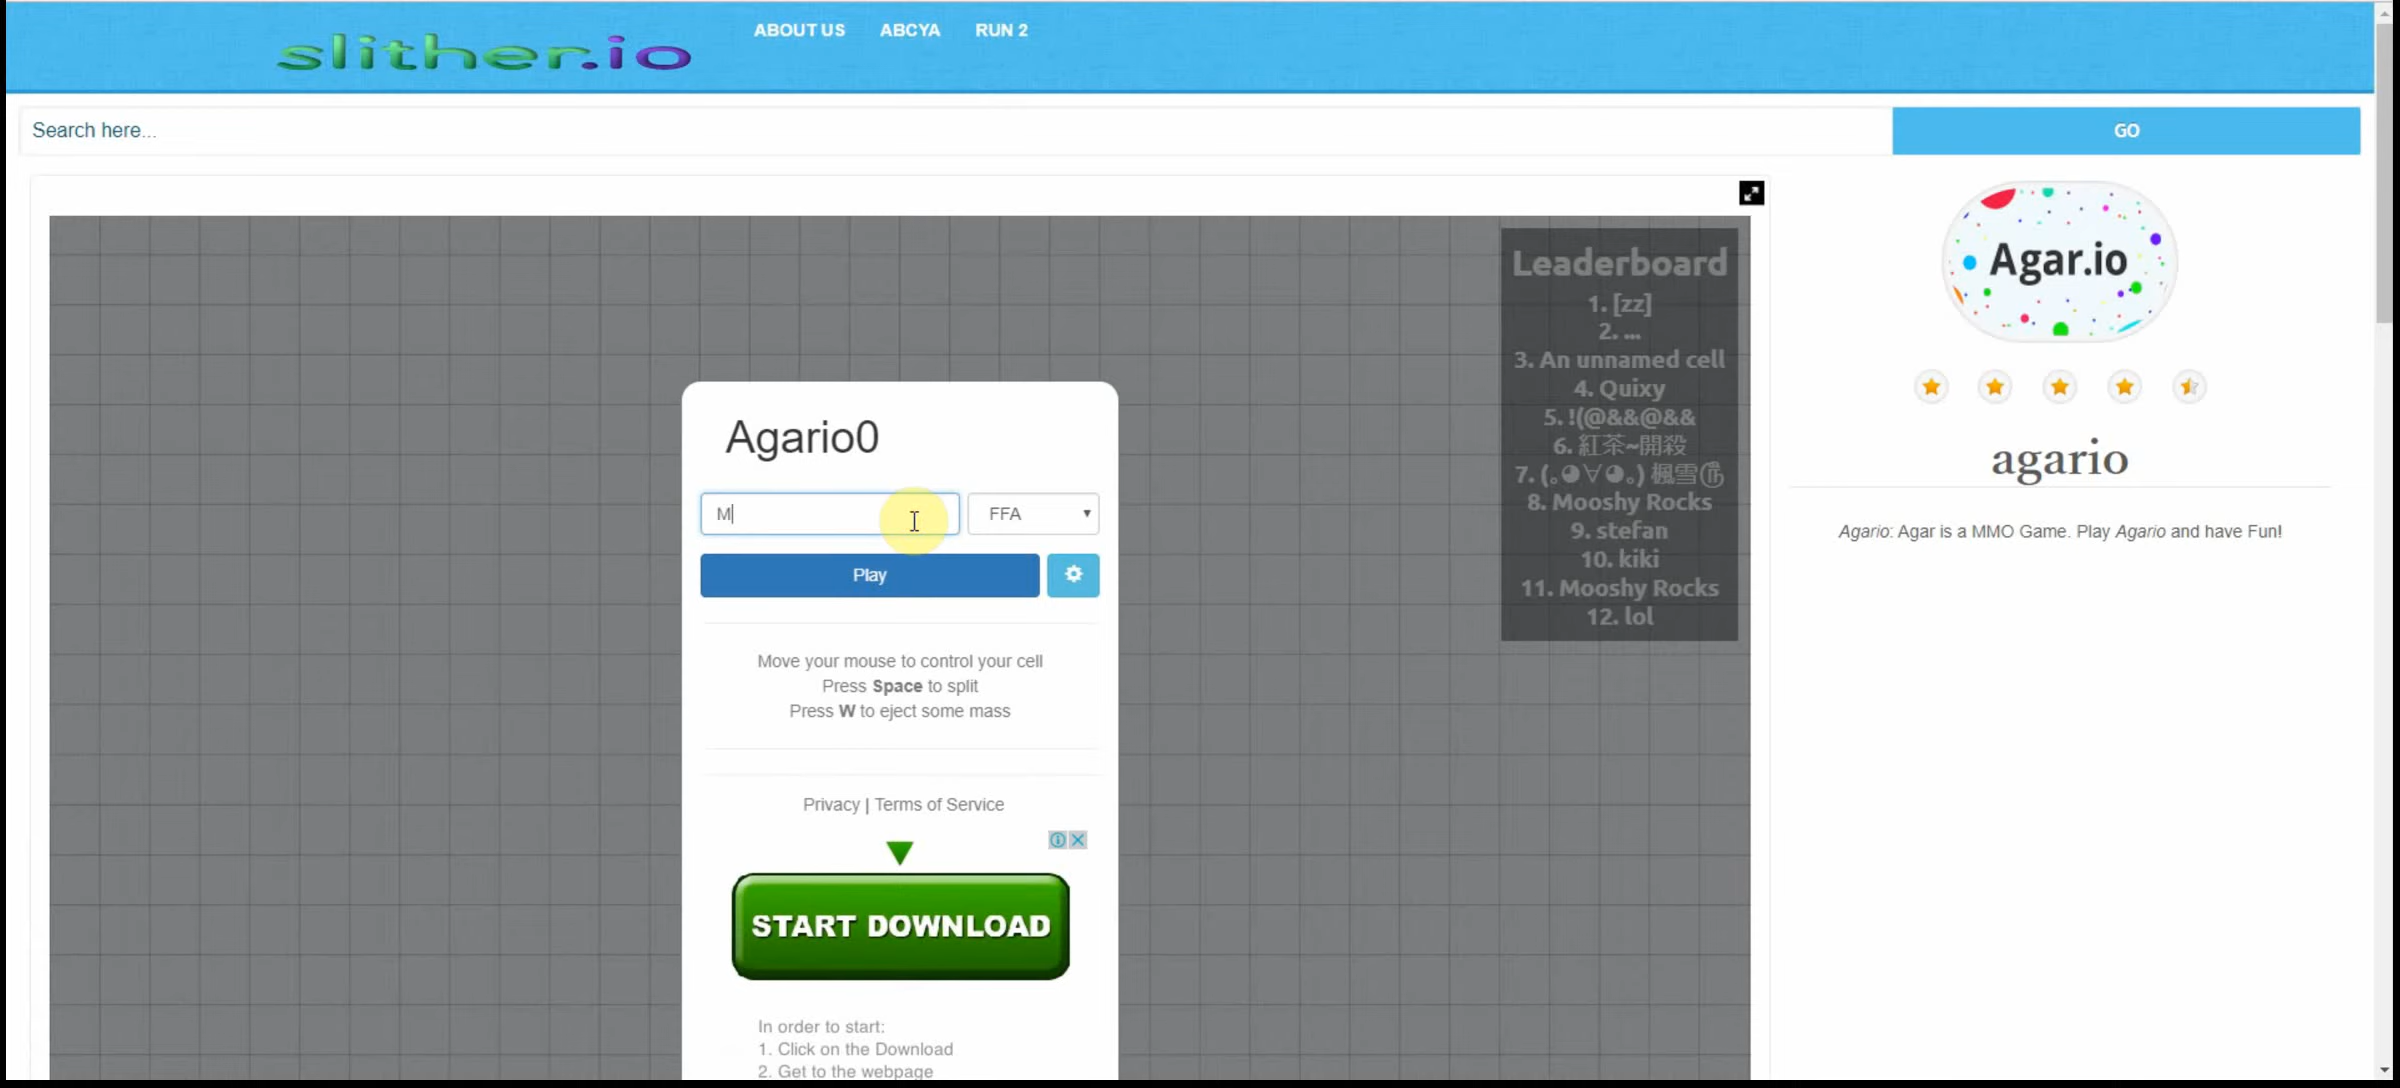 slither.io
ABOUT US
ABCYA
RUN 2
Search here...
GO
Leaderboard
1. [zz]
2. ...
3. An unnamed cell
4. Quixy
5. !(@&&@&&
6. 紅茶~開殺
8. Mooshy Rocks
9. stefan
10. kiki
11. Mooshy Rocks
12. lol
Agario0
M
FFA
Play
Move your mouse to control your cell
Press Space to split
Press W to eject some mass
Privacy | Terms of Service
START DOWNLOAD
In order to start:
1. Click on the Download
2. Get to the webpage
Agar.io
agario
Agario: Agar is a MMO Game. Play Agario and have Fun!